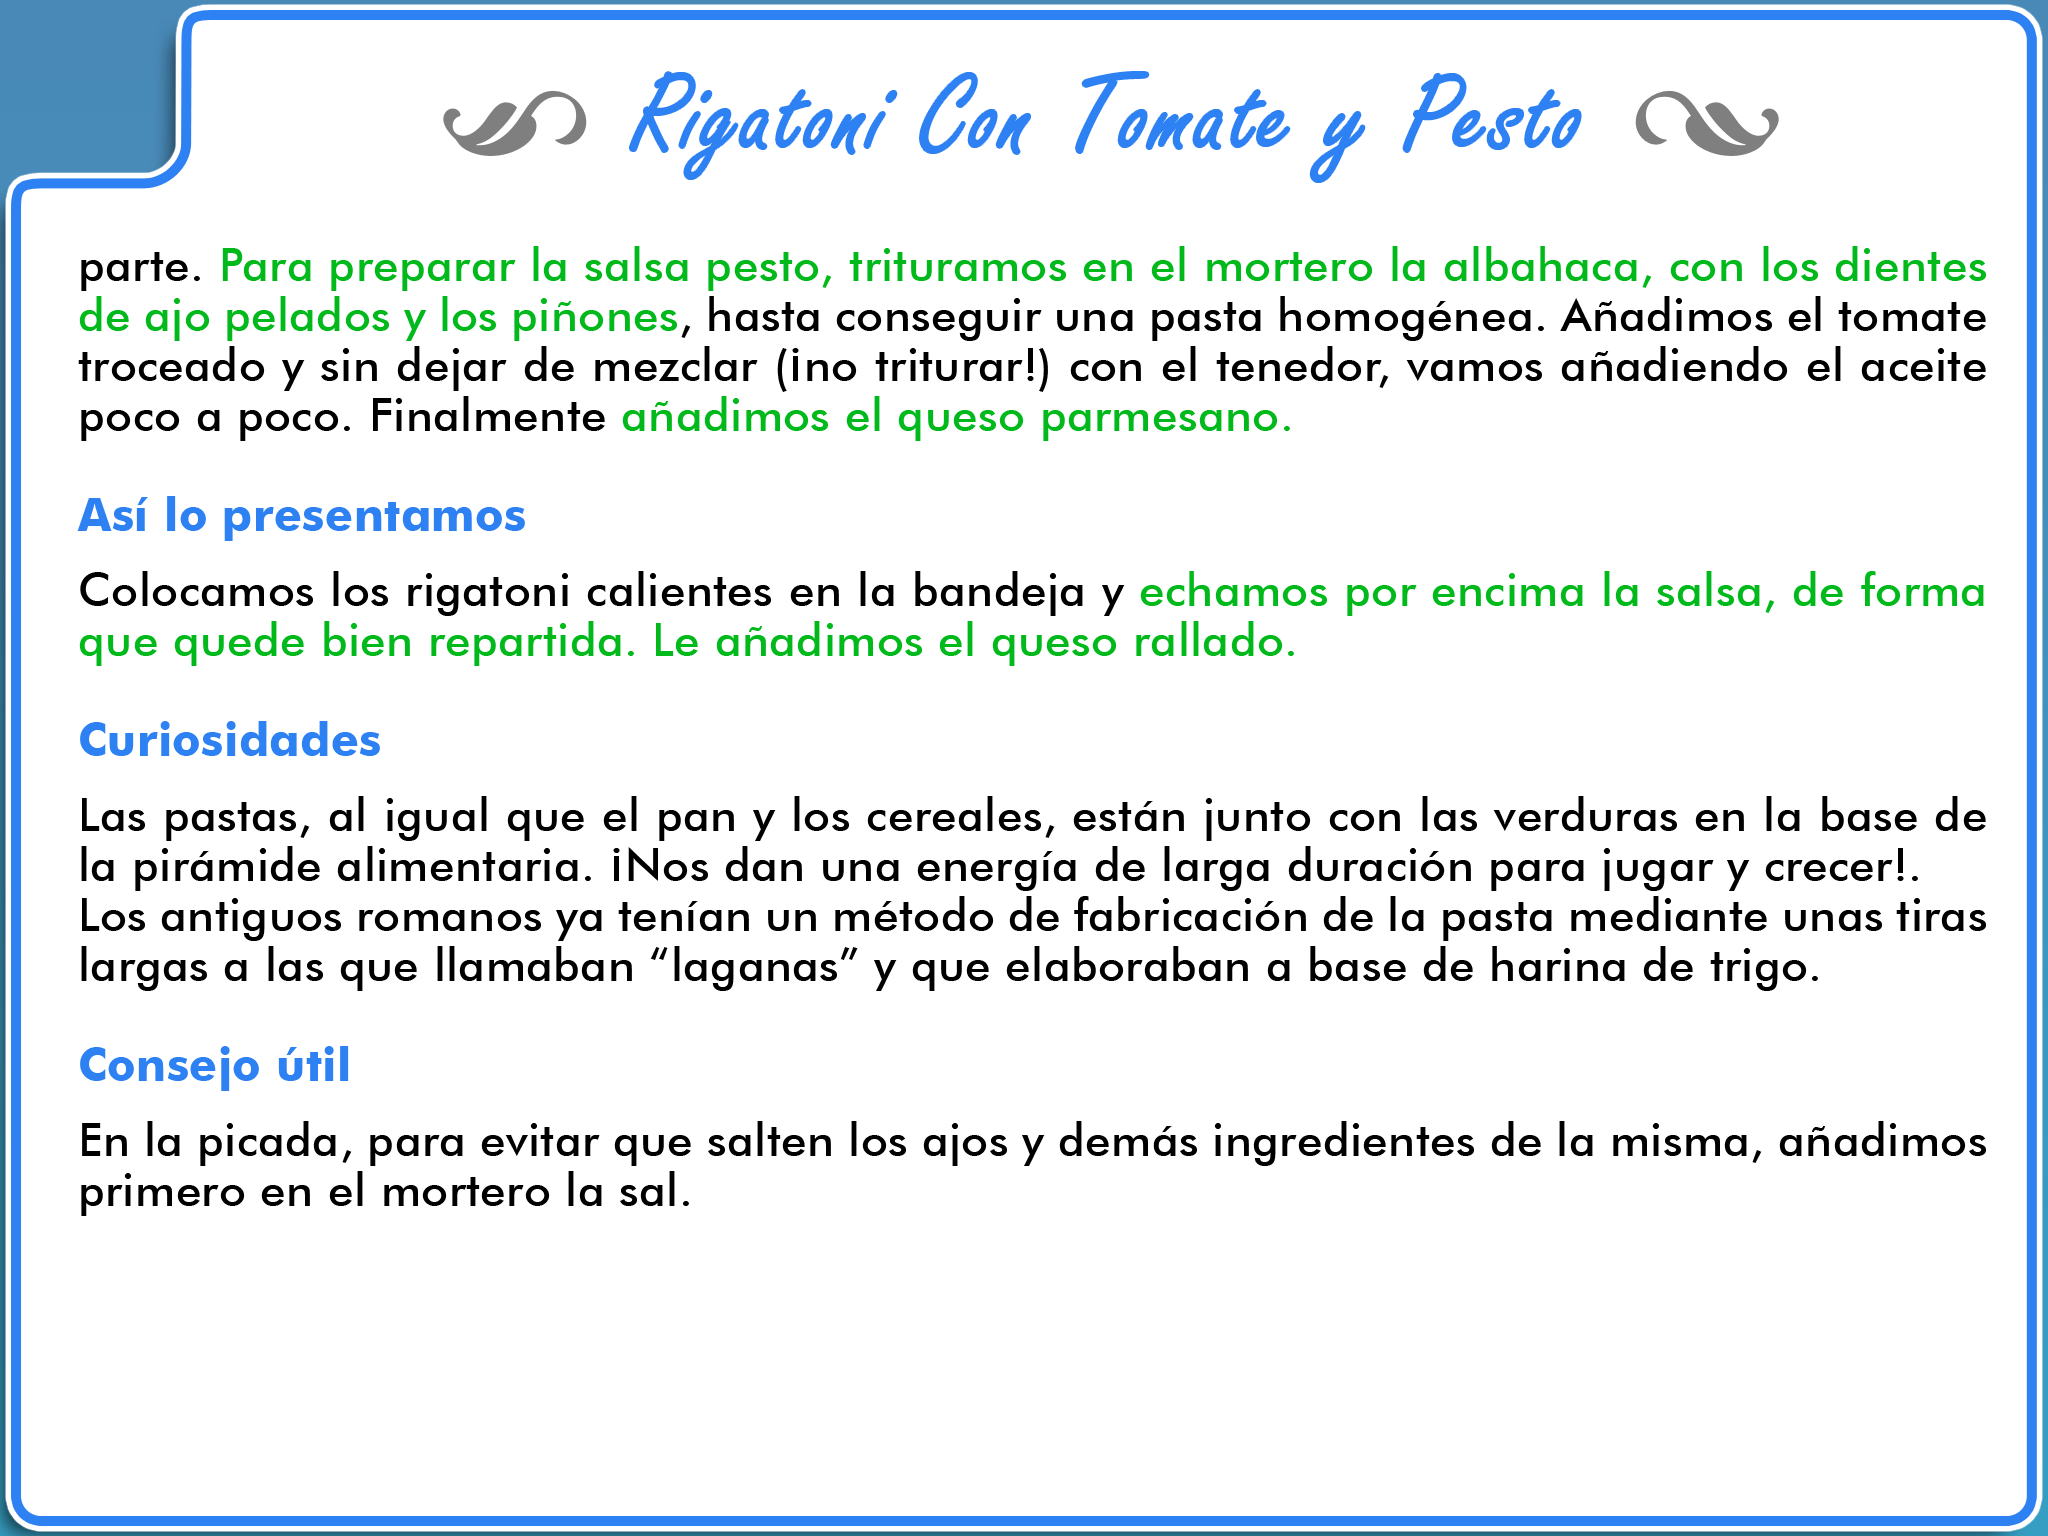 Rigatoni Con Tomate y Pesto
parte. Para preparar la salsa pesto, trituramos en el mortero la albahaca, con los dientes
de ajo pelados y los piñones, hasta conseguir una pasta homogénea. Añadimos el tomate
troceado y sin dejar de mezclar (¡no triturar!) con el tenedor, vamos añadiendo el aceite
poco a poco. Finalmente añadimos el queso parmesano.
Así lo presentamos
Colocamos los rigatoni calientes en la bandeja y echamos por encima la salsa, de forma
que quede bien repartida. Le añadimos el queso rallado.
Curiosidades
Las pastas, al igual que el pan y los cereales, están junto con las verduras en la base de
la pirámide alimentaria. ¡Nos dan una energía de larga duración para jugar y crecer!.
Los antiguos romanos ya tenían un método de fabricación de la pasta mediante unas tiras
largas a las que llamaban “laganas” y que elaboraban a base de harina de trigo.
Consejo útil
En la picada, para evitar que salten los ajos y demás ingredientes de la misma, añadimos
primero en el mortero la sal.